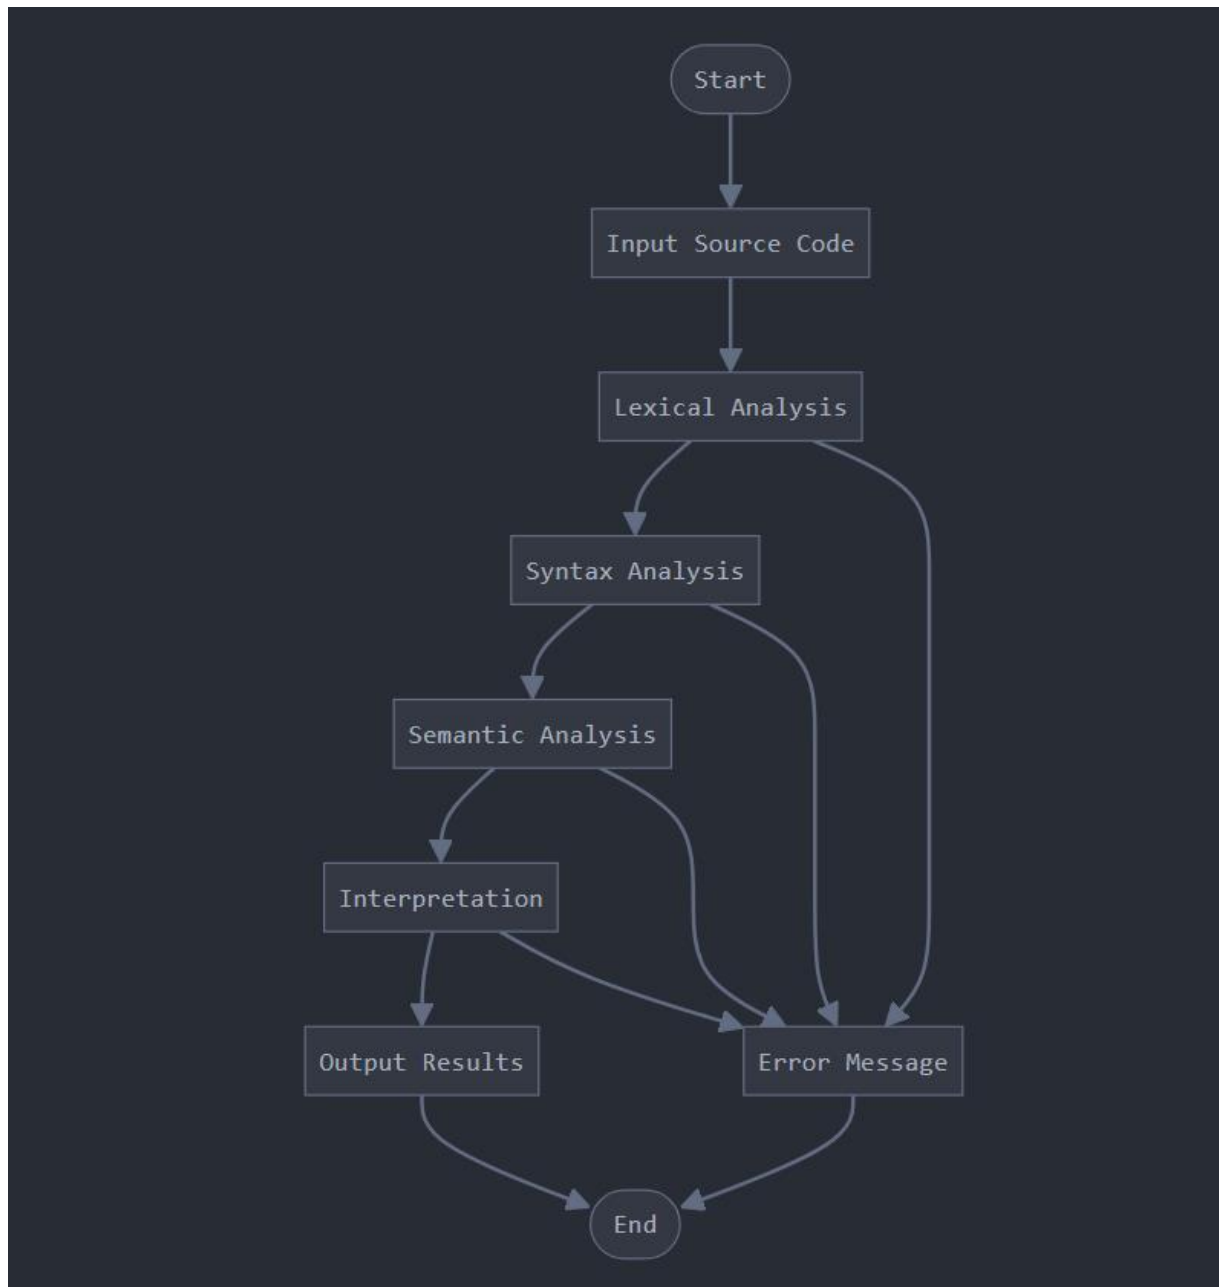 Start
Input Source Code
Lexical Analysis
Syntax Analysis
Semantic Analysis
Interpretation
Output Results
Error Message
End